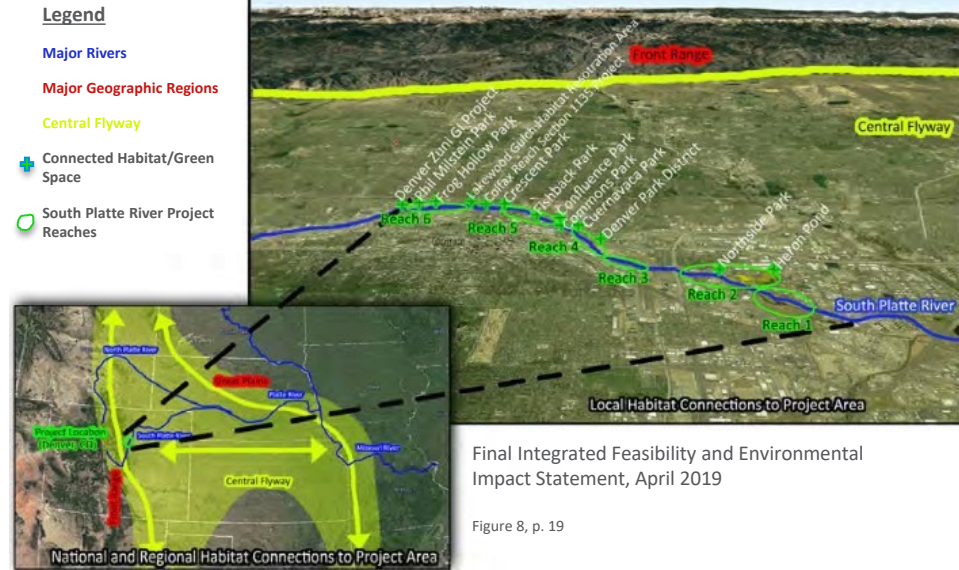 Legend
Major Rivers
Major Geographic Regions
Central Flyway
Connected Habitat/Green
Space
South Platte River Project
Reaches
Front Range
Central Flyway
Denver Zuni GI Project
Phil Milstein Park
Frog Hollow Park
Lakewood Gulch Habitat Restoration Area
Colfax Reach Section 1135 Project
Crescent Park
Fishback Park
Confluence Park
Commons Park
Cuernavaca Park
Denver Park District
Northside Park
Heron Pond
Reach 6
Reach 5
Reach 4
Reach 3
Reach 2
Reach 1
South Platte River
Local Habitat Connections to Project Area
North Platte River
Great Plains
Platte River
Project Location
(Denver, CO)
South Platte River
Missouri River
Front Range
Central Flyway
National and Regional Habitat Connections to Project Area
Final Integrated Feasibility and Environmental
Impact Statement, April 2019
Figure 8, p. 19